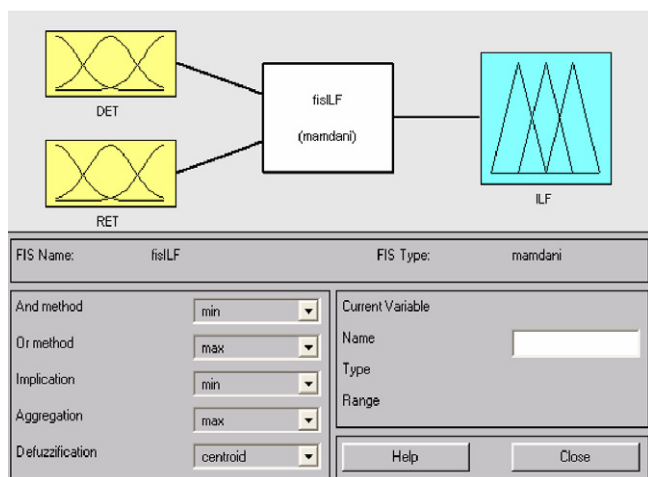 DET
RET
fisILF
(mamdani)
ILF
FIS Name: fisILF FIS Type: mamdani
And method min
Or method max
Implication min
Aggregation max
Defuzzification centroid
Current Variable
Name
Type
Range
Help Close